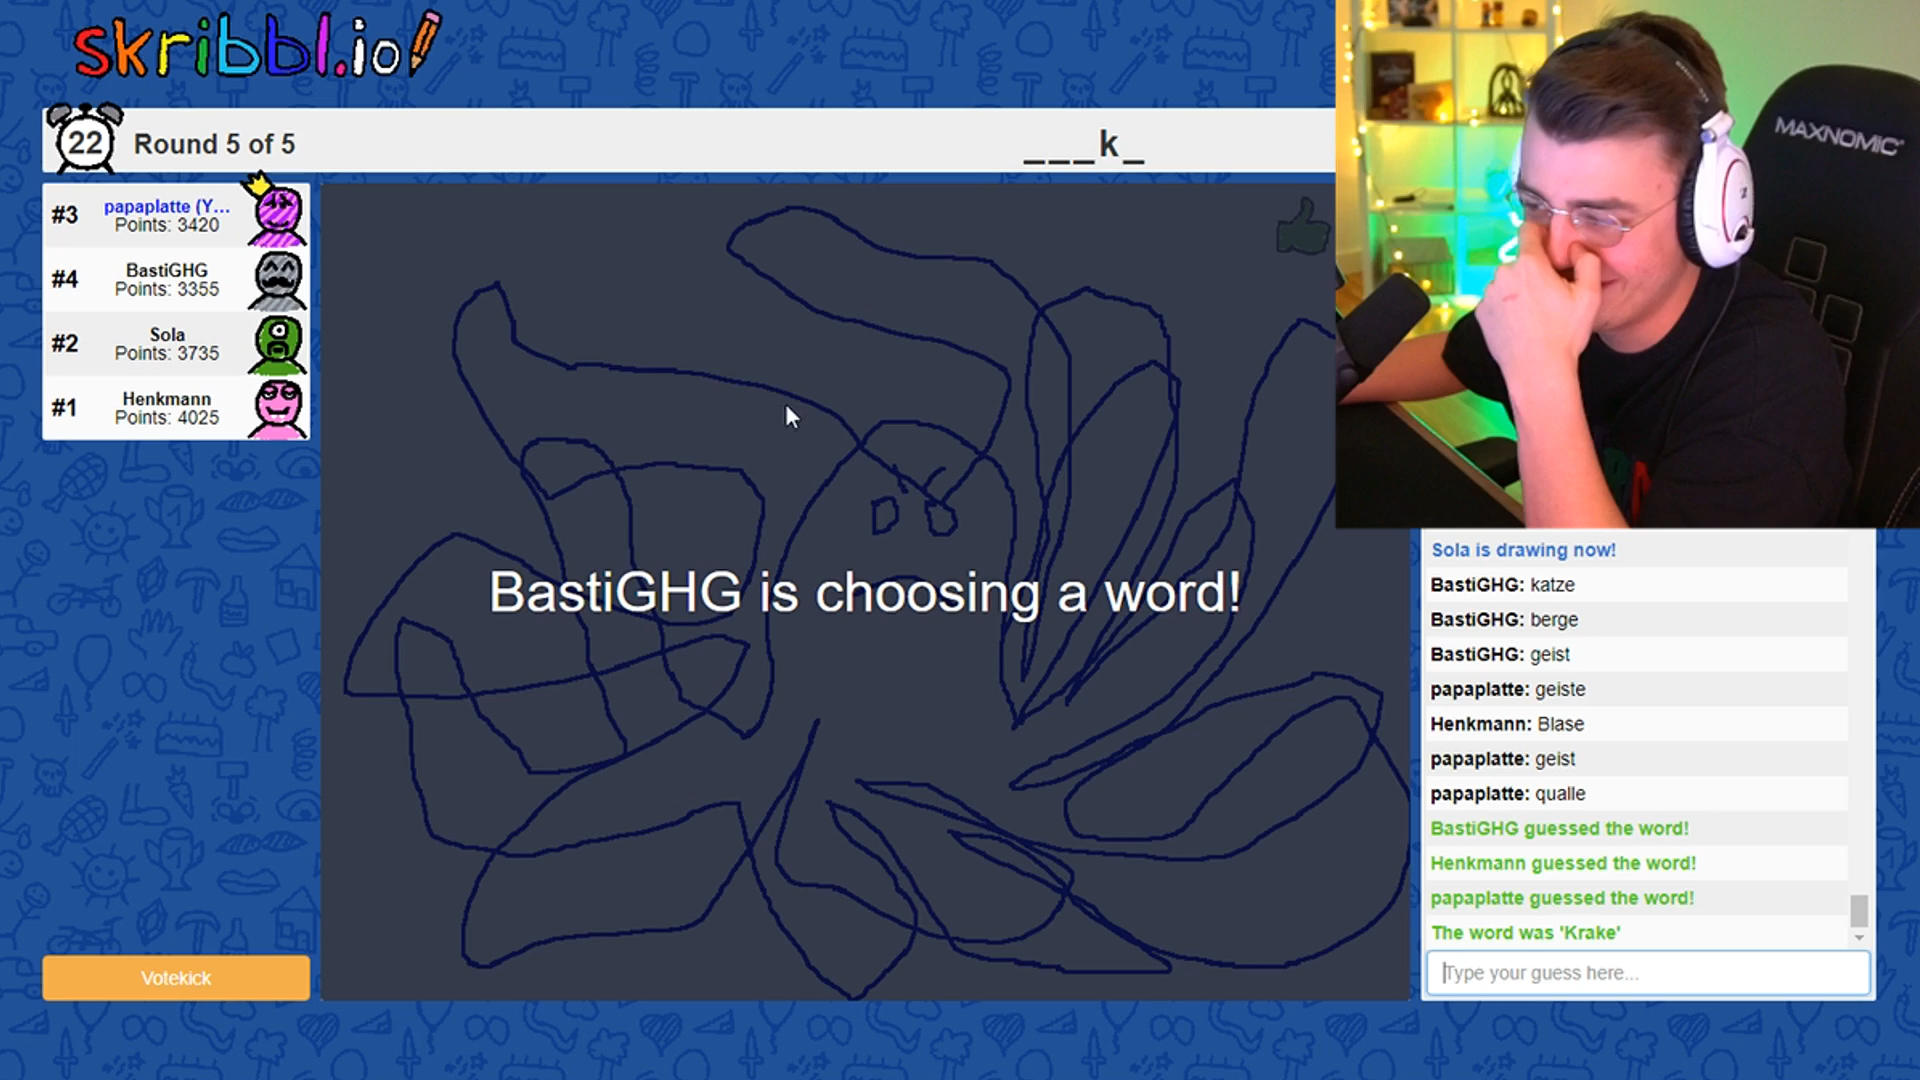 skribbl.io
22
Round 5 of 5
___k_
MAXNOMIC
#3
papaplatte (Y...
Points: 3420
#4
BastiGHG
Points: 3355
#2
Sola
Points: 3735
#1
Henkmann
Points: 4025
BastiGHG is choosing a word!
Sola is drawing now!
BastiGHG: katze
BastiGHG: berge
BastiGHG: geist
papaplatte: geiste
Henkmann: Blase
papaplatte: geist
papaplatte: qualle
BastiGHG guessed the word!
Henkmann guessed the word!
papaplatte guessed the word!
The word was 'Krake'
Type your guess here...
Votekick